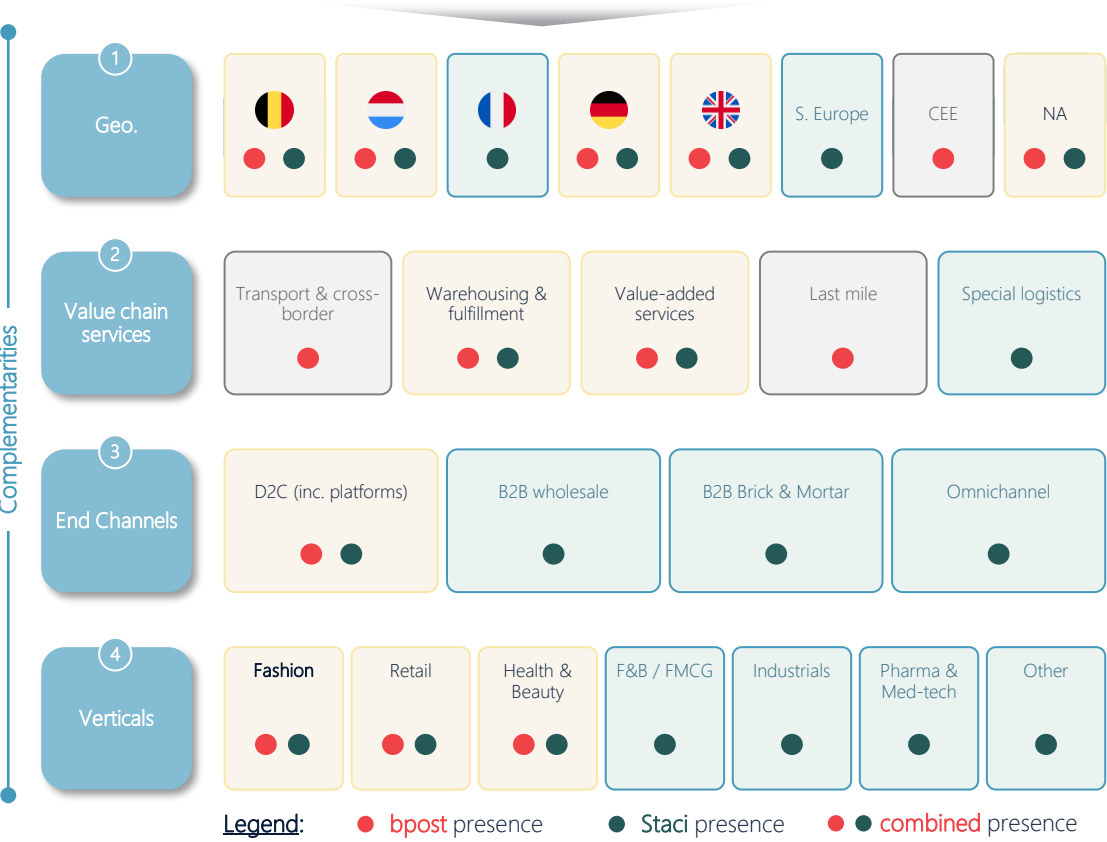 Complementarities
1
Geo.
S. Europe
CEE
NA
2
Value chain
services
Transport & cross-
border
Warehousing &
fulfillment
Value-added
services
Last mile
Special logistics
3
End Channels
D2C (inc. platforms)
B2B wholesale
B2B Brick & Mortar
Omnichannel
4
Verticals
Fashion
Retail
Health &
Beauty
F&B / FMCG
Industrials
Pharma &
Med-tech
Other
Legend: bpost presence Staci presence combined presence